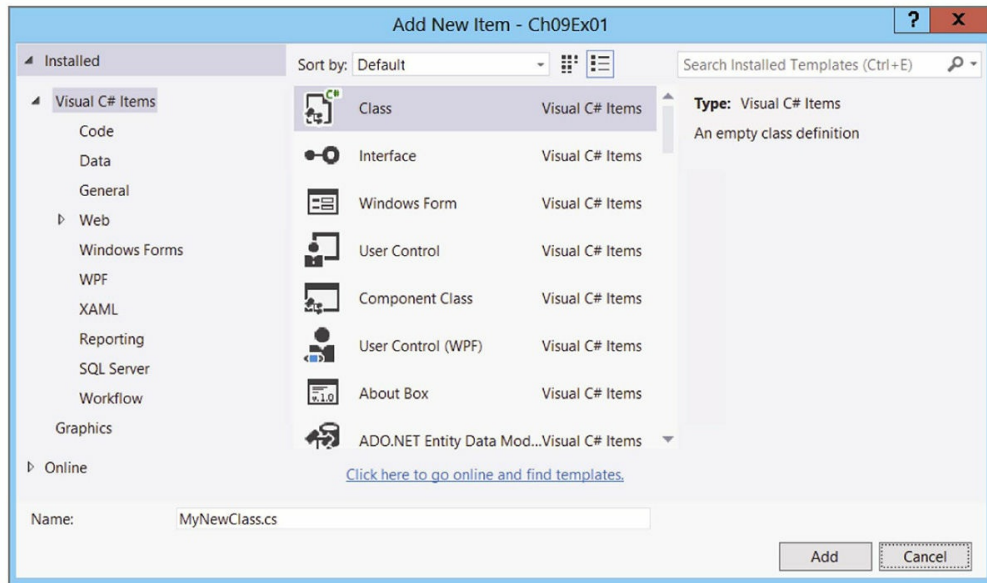 Add New Item - Ch09Ex01
?
x
Installed
Visual C# Items
Code
Data
General
Web
Windows Forms
WPF
XAML
Reporting
SQL Server
Workflow
Graphics
Online
Sort by: Default
Search Installed Templates (Ctrl+E)
C#
Class Visual C# Items
Interface Visual C# Items
Windows Form Visual C# Items
User Control Visual C# Items
Component Class Visual C# Items
User Control (WPF) Visual C# Items
v.1.0
About Box Visual C# Items
ADO.NET Entity Data Mod...Visual C# Items
Click here to go online and find templates.
Type: Visual C# Items
An empty class definition
Name: MyNewClass.cs
Add Cancel